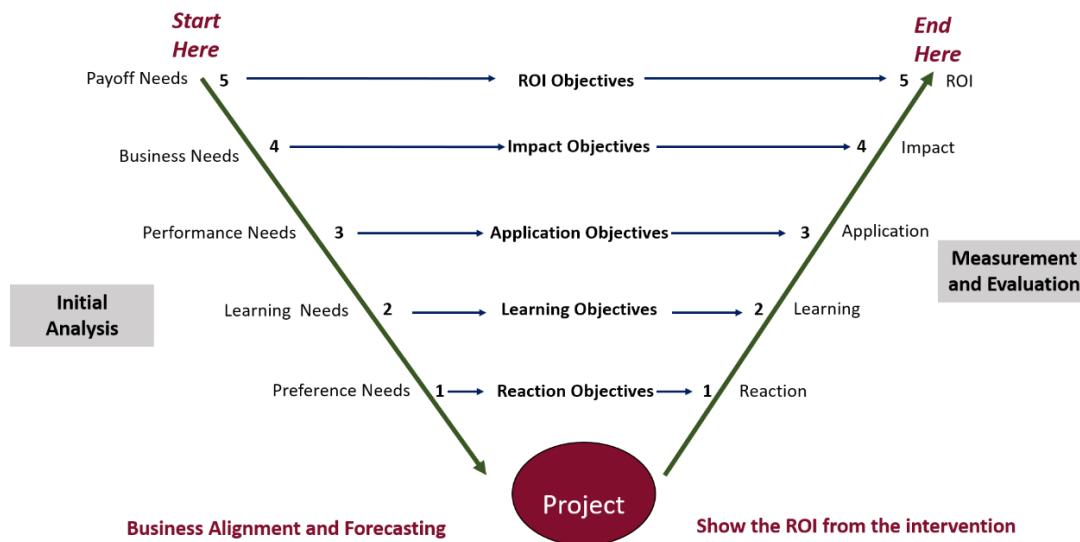 Start
Here
End
Here
Payoff Needs 5 ROI Objectives 5 ROI
Business Needs 4 Impact Objectives 4 Impact
Performance Needs 3 Application Objectives 3 Application
Measurement
and Evaluation
Initial
Analysis
Learning Needs 2 Learning Objectives 2 Learning
Preference Needs 1 Reaction Objectives 1 Reaction
Project
Business Alignment and Forecasting
Show the ROI from the intervention